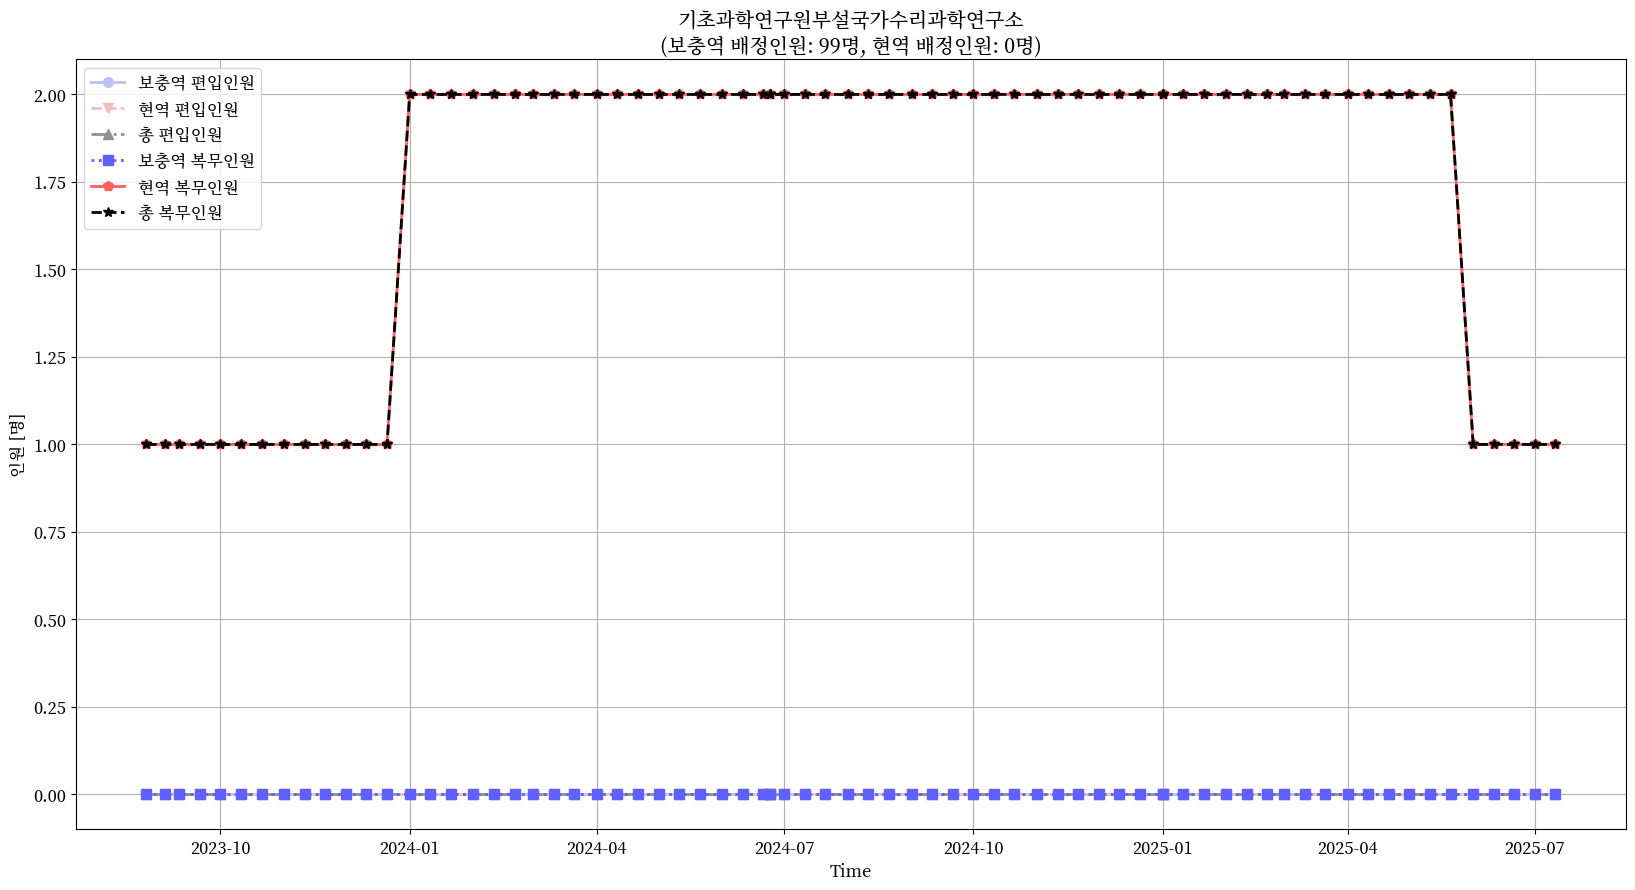 기초과학연구원부설국가수리과학연구소
(보충역 배정인원: 99명, 현역 배정인원: 0명)
보충역 편입인원
현역 편입인원
총 편입인원
보충역 복무인원
현역 복무인원
총 복무인원
2.00
1.75
1.50
1.25
1.00
0.75
0.50
0.25
0.00
인원 [명]
2023-10
2024-01
2024-04
2024-07
2024-10
2025-01
2025-04
2025-07
Time